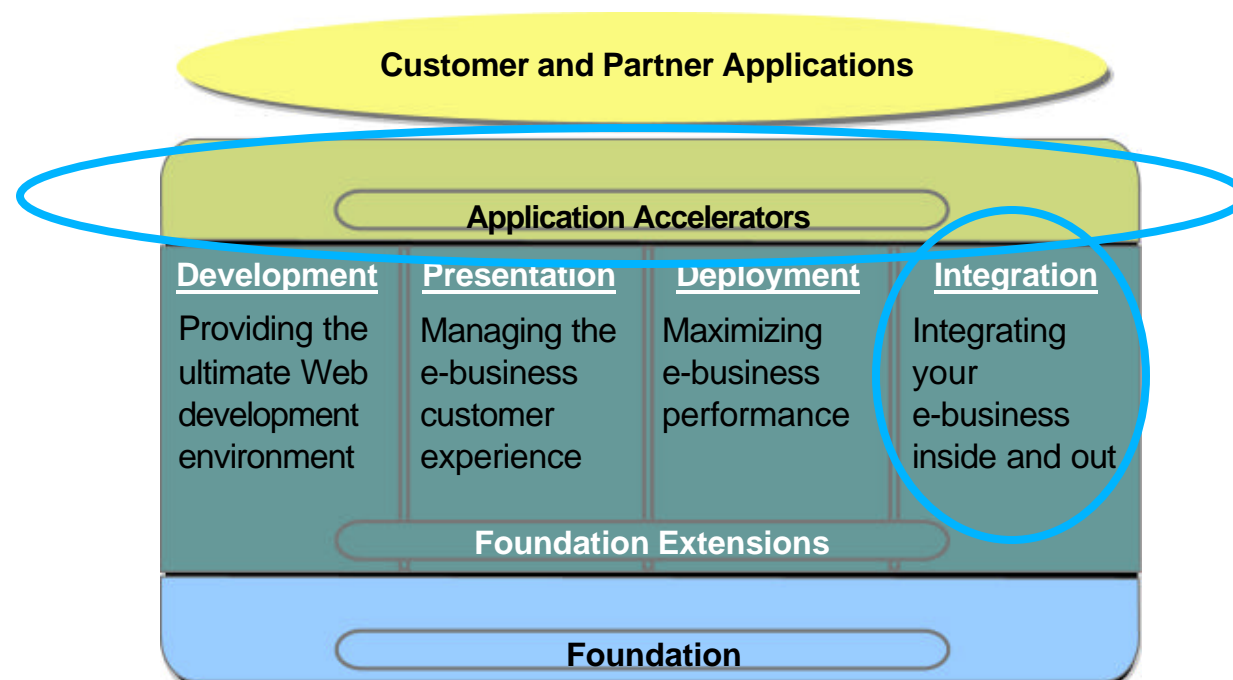 Customer and Partner Applications
Application Accelerators
Development
Providing the
ultimate Web
development
environment
Presentation
Managing the
e-business
customer
experience
Deployment
Maximizing
e-business
performance
Integration
Integrating
your
e-business
inside and out
Foundation Extensions
Foundation